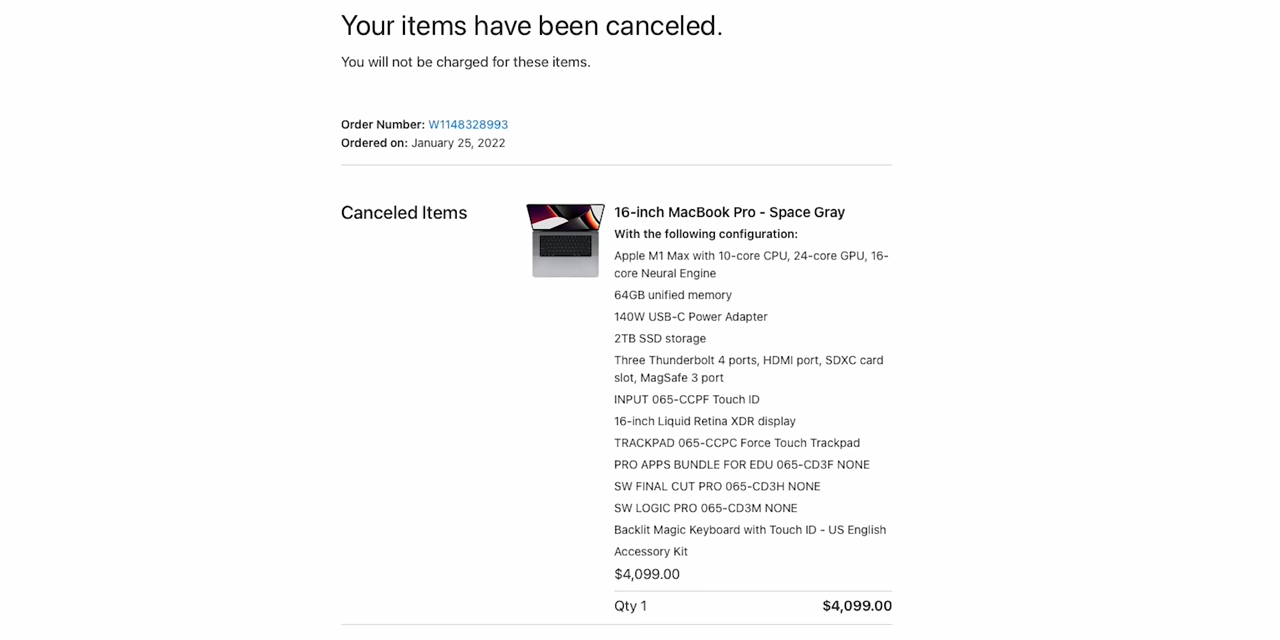 Your items have been canceled.
You will not be charged for these items.
Order Number: W1148328993
Ordered on: January 25, 2022
Canceled Items
16-inch MacBook Pro - Space Gray
With the following configuration:
Apple M1 Max with 10-core CPU, 24-core GPU, 16-
core Neural Engine
64GB unified memory
140W USB-C Power Adapter
2TB SSD storage
Three Thunderbolt 4 ports, HDMI port, SDXC card
slot, MagSafe 3 port
INPUT 065-CCPF Touch ID
16-inch Liquid Retina XDR display
TRACKPAD 065-CCPC Force Touch Trackpad
PRO APPS BUNDLE FOR EDU 065-CD3F NONE
SW FINAL CUT PRO 065-CD3H NONE
SW LOGIC PRO 065-CD3M NONE
Backlit Magic Keyboard with Touch ID - US English
Accessory Kit
$4,099.00
Qty 1 $4,099.00